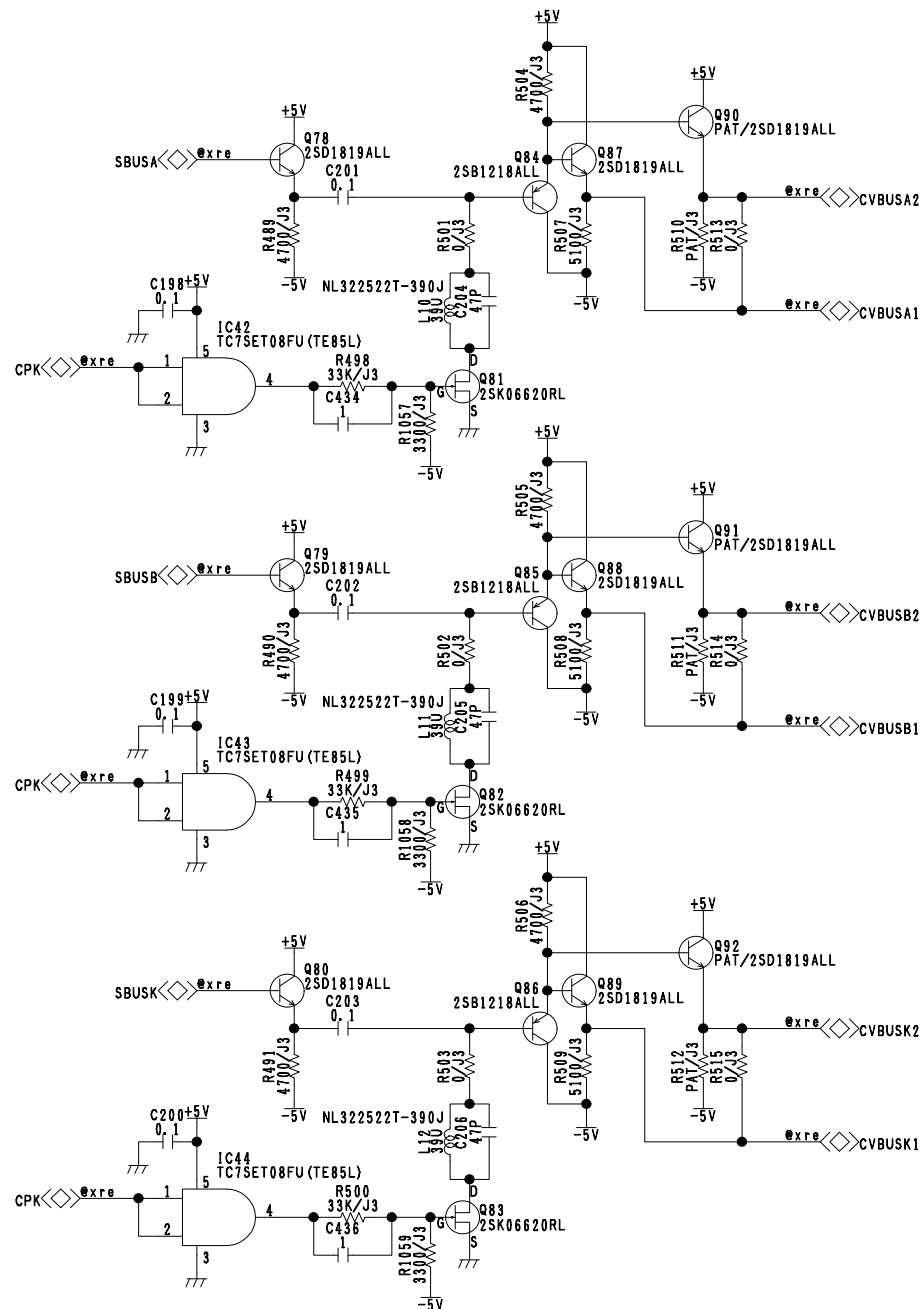 +5V
R504
4700/J3
+5V
Q90
PAT/2SD1819ALL
+5V
Q78
2SD1819ALL
SBUSA
@xre
C201
0.1
Q84
2SB1218ALL
Q87
2SD1819ALL
@xre
CVBUSA2
R489
4700/J3
R501
0/J3
R507
5100/J3
R510
PAT/J3
R513
0/J3
-5V
-5V
-5V
C198
0.1
+5V
NL322522T-390J
L10
39U
C204
47P
@xre
CVBUSA1
IC42
TC7SET08FU(TE85L)
CPK
@xre
1
2
5
4
3
R498
33K/J3
C434
1
R1057
3300/J3
-5V
D
G
S
Q81
2SK06620RL
+5V
R505
4700/J3
+5V
Q91
PAT/2SD1819ALL
+5V
Q79
2SD1819ALL
SBUSB
@xre
C202
0.1
Q85
2SB1218ALL
Q88
2SD1819ALL
@xre
CVBUSB2
R490
4700/J3
R502
0/J3
R508
5100/J3
R511
PAT/J3
R514
0/J3
-5V
-5V
-5V
C199
0.1
+5V
NL322522T-390J
L11
39U
C205
47P
@xre
CVBUSB1
IC43
TC7SET08FU(TE85L)
CPK
@xre
1
2
5
4
3
R499
33K/J3
C435
1
R1058
3300/J3
-5V
D
G
S
Q82
2SK06620RL
+5V
R506
4700/J3
+5V
Q92
PAT/2SD1819ALL
+5V
Q80
2SD1819ALL
SBUSK
@xre
C203
0.1
Q86
2SB1218ALL
Q89
2SD1819ALL
@xre
CVBUSK2
R491
4700/J3
R503
0/J3
R509
5100/J3
R512
PAT/J3
R515
0/J3
-5V
-5V
-5V
C200
0.1
+5V
NL322522T-390J
L12
39U
C206
47P
@xre
CVBUSK1
IC44
TC7SET08FU(TE85L)
CPK
@xre
1
2
5
4
3
R500
33K/J3
C436
1
R1059
3300/J3
-5V
D
G
S
Q83
2SK06620RL